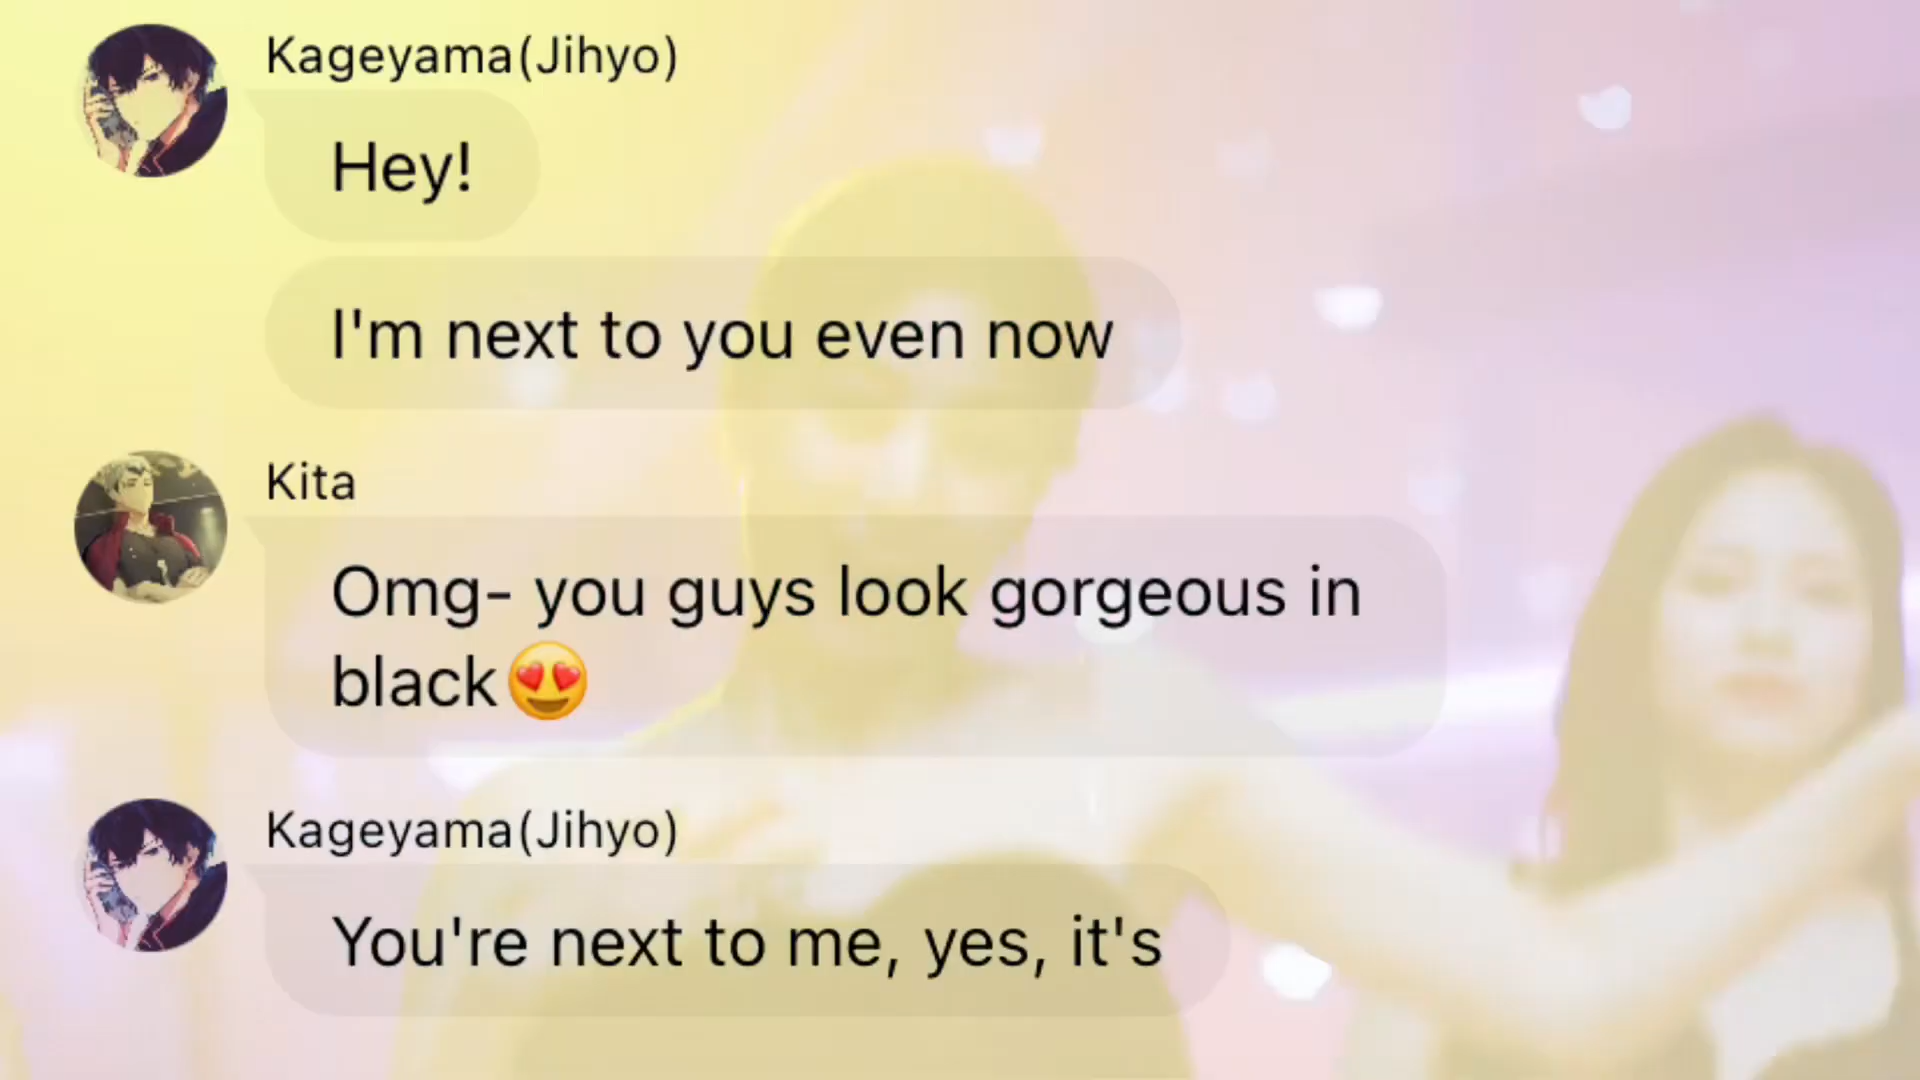 Kageyama(Jihyo)
Hey!
I'm next to you even now
Kita
Omg- you guys look gorgeous in
black😍
Kageyama(Jihyo)
You're next to me, yes, it's